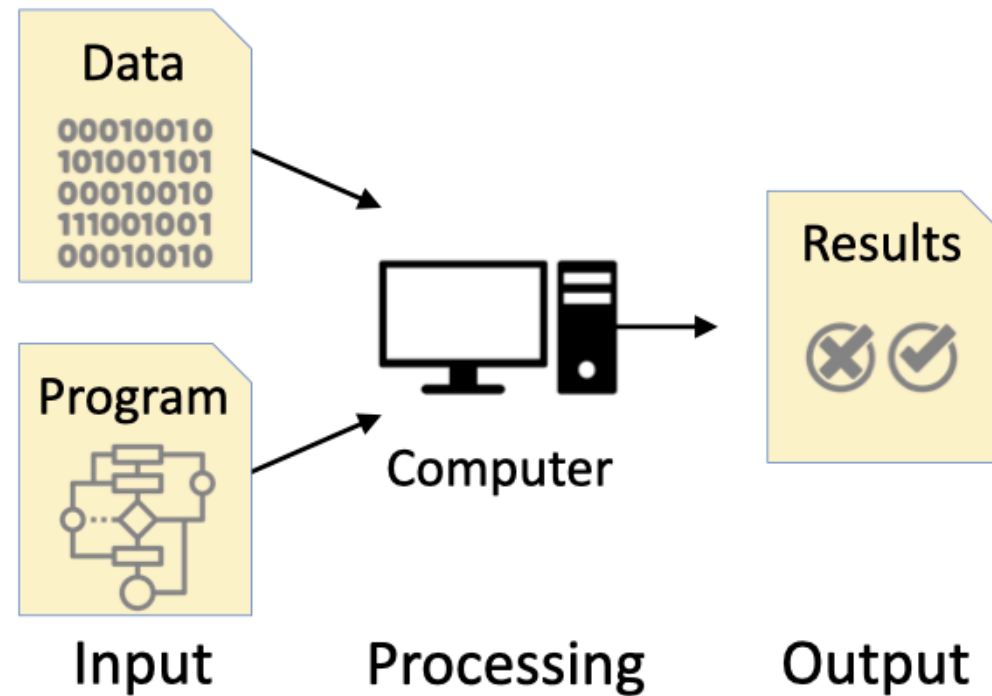 Data
00010010
101001101
00010010
111001001
00010010
Program
Computer
Results
Input
Processing
Output